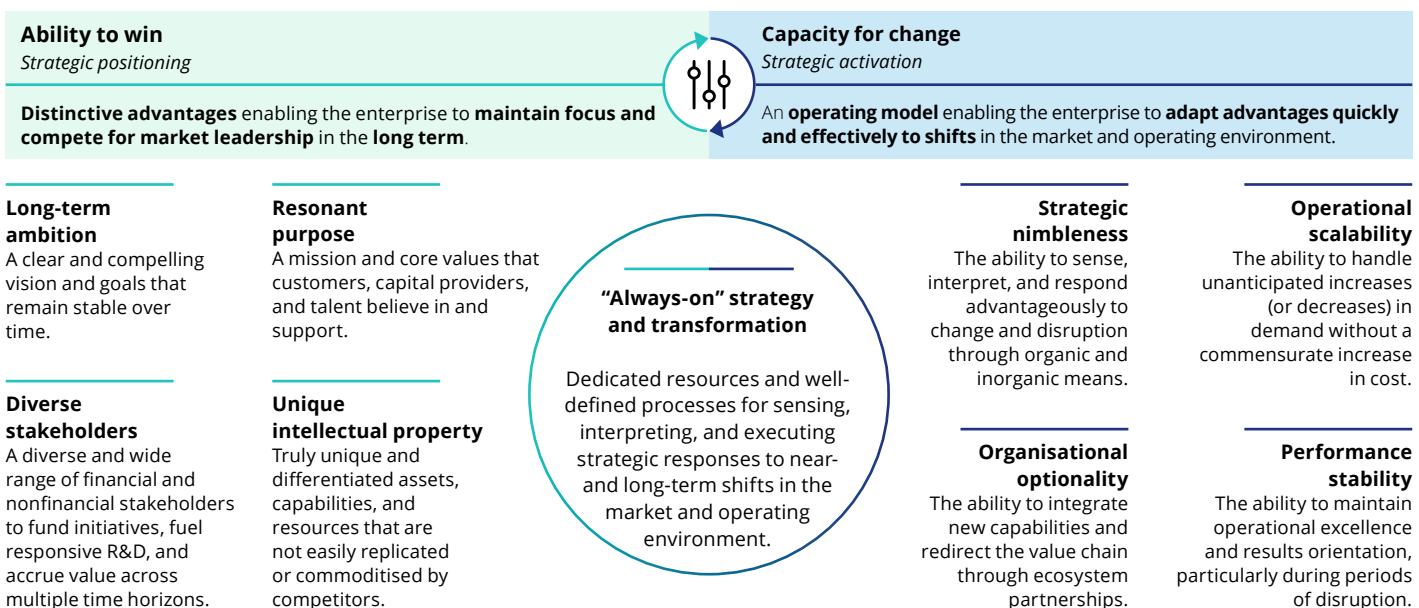 Ability to win
Strategic positioning
Distinctive advantages enabling the enterprise to maintain focus and
compete for market leadership in the long term.
Capacity for change
Strategic activation
An operating model enabling the enterprise to adapt advantages quickly
and effectively to shifts in the market and operating environment.
Long-term
ambition
A clear and compelling
vision and goals that
remain stable over
time.
Resonant
purpose
A mission and core values that
customers, capital providers,
and talent believe in and
support.
Diverse
stakeholders
A diverse and wide
range of financial and
nonfinancial stakeholders
to fund initiatives, fuel
responsive R&D, and
accrue value across
multiple time horizons.
Unique
intellectual property
Truly unique and
differentiated assets,
capabilities, and
resources that are
not easily replicated
or commoditised by
competitors.
“Always-on” strategy
and transformation
Dedicated resources and well-
defined processes for sensing,
interpreting, and executing
strategic responses to near-
and long-term shifts in the
market and operating
environment.
Strategic
nimbleness
The ability to sense,
interpret, and respond
advantageously to
change and disruption
through organic and
inorganic means.
Operational
scalability
The ability to handle
unanticipated increases
(or decreases) in
demand without a
commensurate increase
in cost.
Organisational
optionality
The ability to integrate
new capabilities and
redirect the value chain
through ecosystem
partnerships.
Performance
stability
The ability to maintain
operational excellence
and results orientation,
particularly during periods
of disruption.